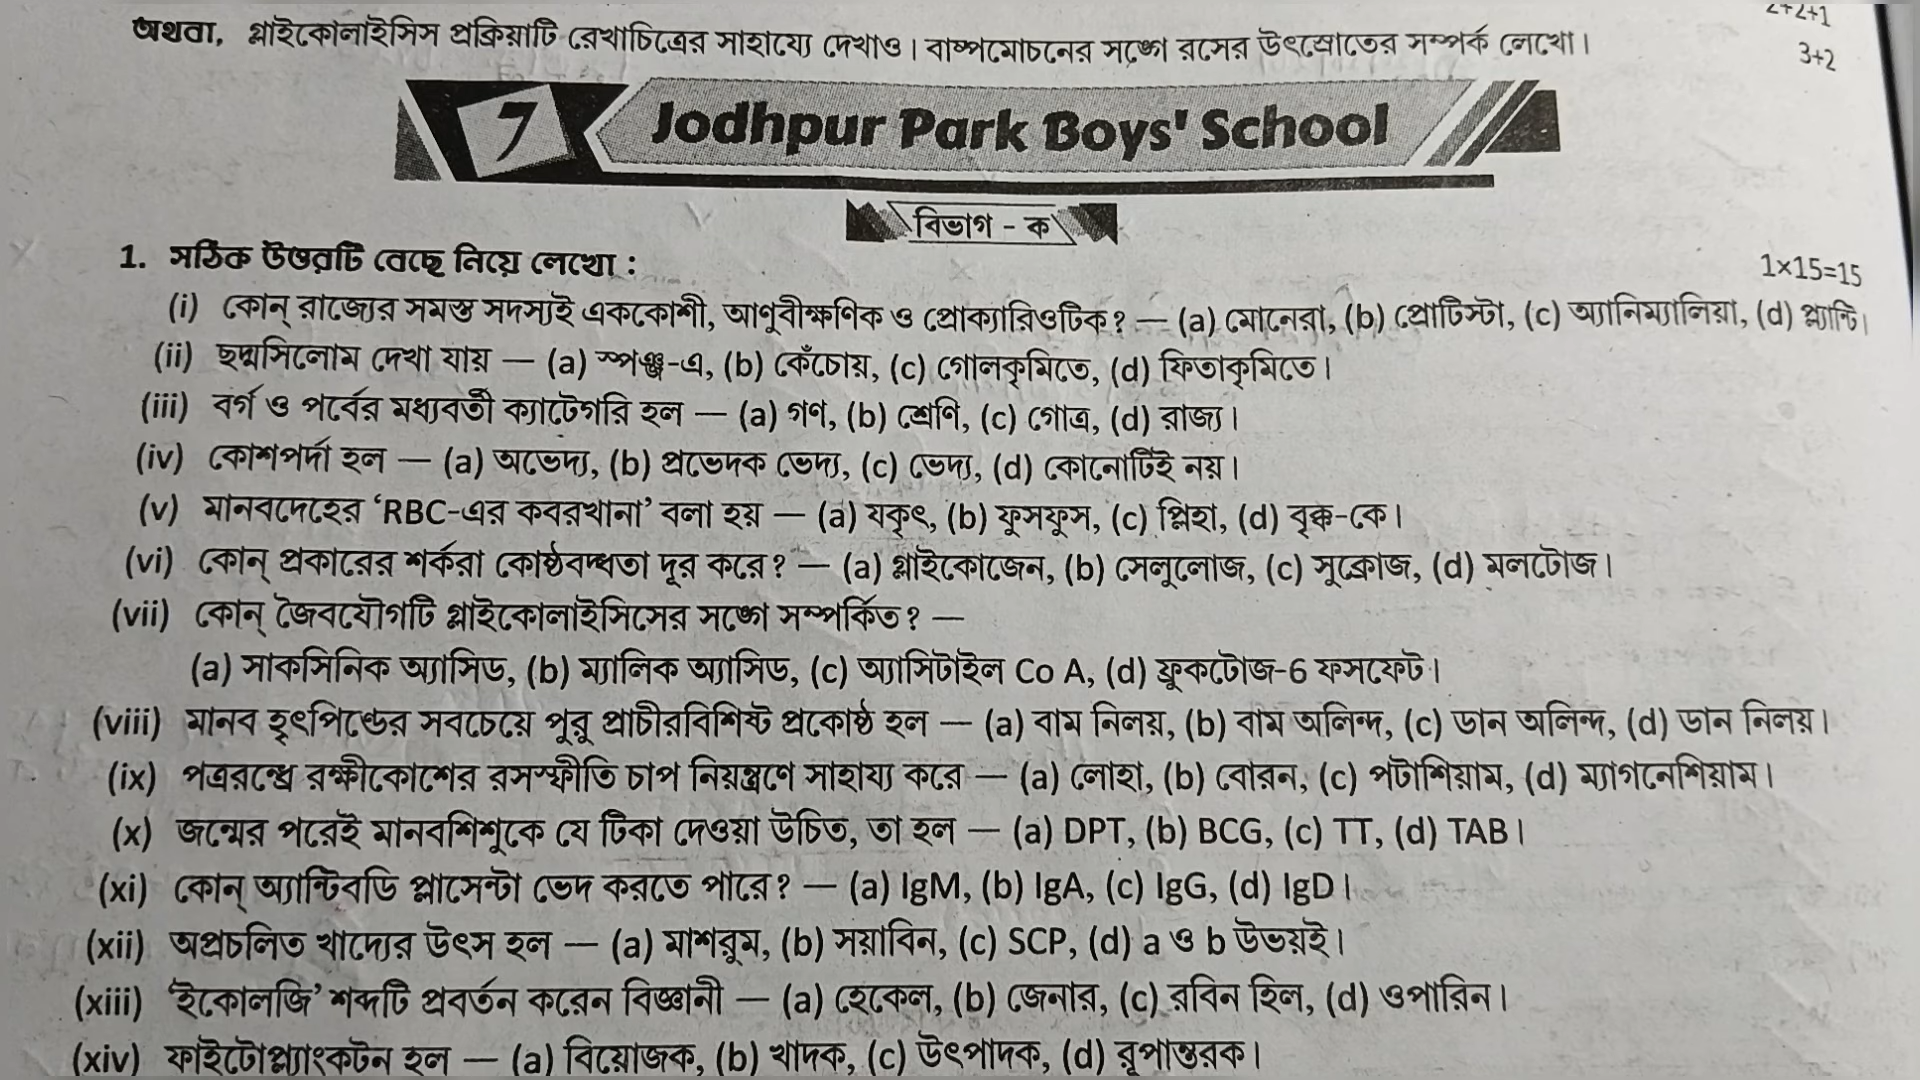 অথবা, গ্লাইকোলাইসিস প্রক্রিয়াটি রেখাচিত্রের সাহায্যে দেখাও। বাষ্পমোচনের সঙ্গে রসের উৎস্রোতের সম্পর্ক লেখো।
2+2+1
3+2
7 Jodhpur Park Boys' School
বিভাগ - ক
1. সঠিক উত্তরটি বেছে নিয়ে লেখো : 1×15=15
(i) কোন্ রাজ্যের সমস্ত সদস্যই এককোশী, আণুবীক্ষণিক ও প্রোক্যারিওটিক? — (a) মোনেরা, (b) প্রোটিস্টা, (c) অ্যানিম্যালিয়া, (d) প্ল্যান্টি।
(ii) ছদ্মসিলোম দেখা যায় — (a) স্পঞ্জ-এ, (b) কেঁচোয়, (c) গোলকৃমিতে, (d) ফিতাকৃমিতে।
(iii) বর্গ ও পর্বের মধ্যবর্তী ক্যাটেগরি হল — (a) গণ, (b) শ্রেণি, (c) গোত্র, (d) রাজ্য।
(iv) কোশপর্দা হল — (a) অভেদ্য, (b) প্রভেদক ভেদ্য, (c) ভেদ্য, (d) কোনোটিই নয়।
(v) মানবদেহের ‘RBC-এর কবরখানা’ বলা হয় — (a) যকৃৎ, (b) ফুসফুস, (c) প্লিহা, (d) বৃক্ক-কে।
(vi) কোন্ প্রকারের শর্করা কোষ্ঠবদ্ধতা দূর করে? — (a) গ্লাইকোজেন, (b) সেলুলোজ, (c) সুক্রোজ, (d) মলটোজ।
(vii) কোন্ জৈবযৌগটি গ্লাইকোলাইসিসের সঙ্গে সম্পর্কিত? —
(a) সাকসিনিক অ্যাসিড, (b) ম্যালিক অ্যাসিড, (c) অ্যাসিটাইল Co A, (d) ফ্রুকটোজ-6 ফসফেট।
(viii) মানব হৃৎপিণ্ডের সবচেয়ে পুরু প্রাচীরবিশিষ্ট প্রকোষ্ঠ হল — (a) বাম নিলয়, (b) বাম অলিন্দ, (c) ডান অলিন্দ, (d) ডান নিলয়।
(ix) পত্ররন্ধ্রে রক্ষীকোশের রসস্ফীতি চাপ নিয়ন্ত্রণে সাহায্য করে — (a) লোহা, (b) বোরন, (c) পটাশিয়াম, (d) ম্যাগনেশিয়াম।
(x) জন্মের পরেই মানবশিশুকে যে টিকা দেওয়া উচিত, তা হল — (a) DPT, (b) BCG, (c) TT, (d) TAB।
(xi) কোন্ অ্যান্টিবডি প্লাসেন্টা ভেদ করতে পারে? — (a) IgM, (b) IgA, (c) IgG, (d) IgD।
(xii) অপ্রচলিত খাদ্যের উৎস হল — (a) মাশরুম, (b) সয়াবিন, (c) SCP, (d) a ও b উভয়ই।
(xiii) ‘ইকোলজি’ শব্দটি প্রবর্তন করেন বিজ্ঞানী — (a) হেকেল, (b) জেনার, (c) রবিন হিল, (d) ওপারিন।
(xiv) ফাইটোপ্ল্যাংকটন হল — (a) বিয়োজক, (b) খাদক, (c) উৎপাদক, (d) রূপান্তরক।